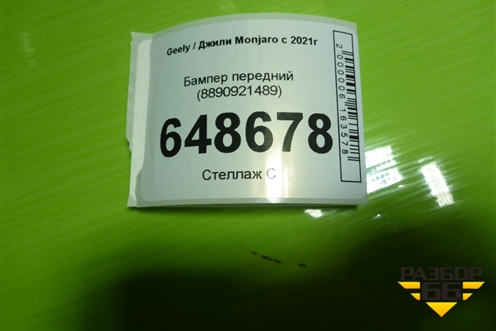 Geely / Джили Monjaro с 2021г
Бампер передний
(8890921489)
648678
Стеллаж С
2000006163578
РАЗБОР
66